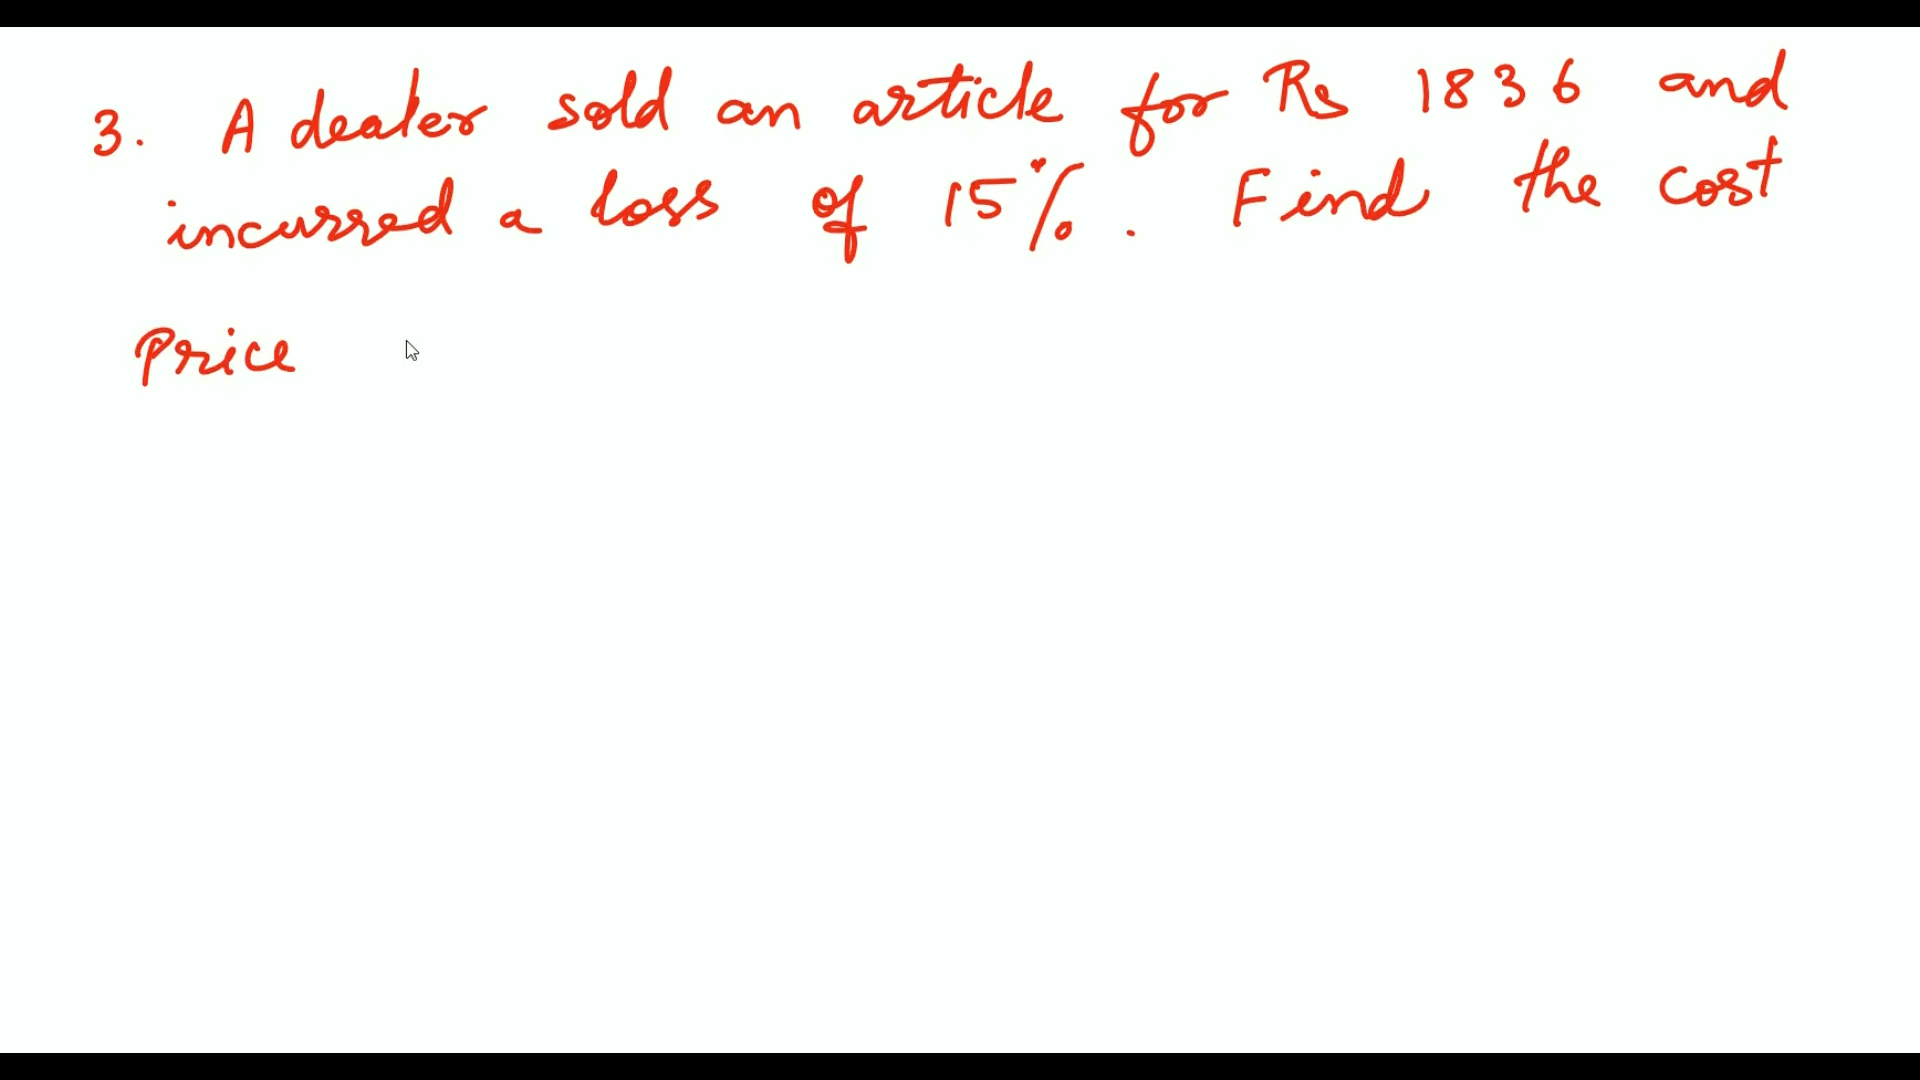 3. A dealer sold an article for Rs 1836 and
incurred a loss of 15%. Find the cost
Price